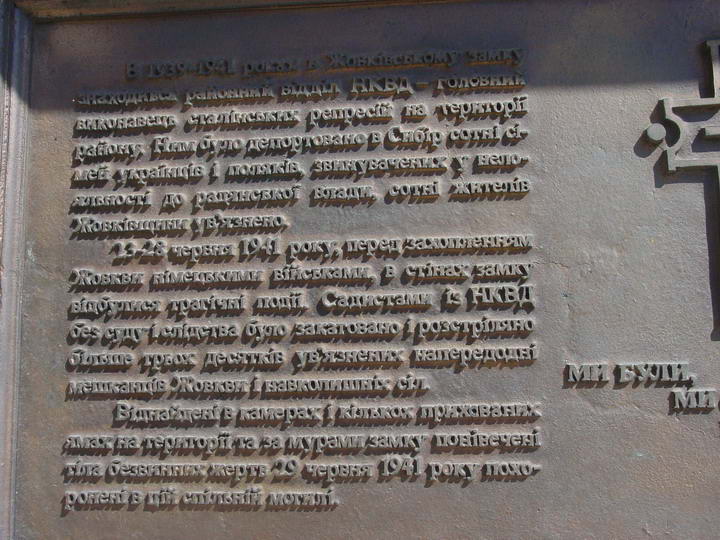 В 1939-1941 роках в Жовківському замку
знаходився районний відділ НКВД – головний
виконавець сталінських репресій на території
району. Ним було депортовано в Сибір сотні сі-
мей українців і поляків, звинувачених у нело-
яльності до радянської влади, сотні жителів
Жовківщини ув'язнено.
23-28 червня 1941 року, перед захопленням
Жовкви німецькими військами, в стінах замку
відбулися трагічні події. Садистами із НКВД
без суду і слідства було закатовано і розстріляно
більше трьох десятків ув'язнених напередодні
мешканців Жовкви і навколишніх сіл.
Віднайдені в камерах і кількох прихованих
ямах на території та за мурами замку понівечені
тіла безвинних жертв 29 червня 1941 року похо-
ронені в цій спільній могилі.
МИ БУЛИ,
МИ